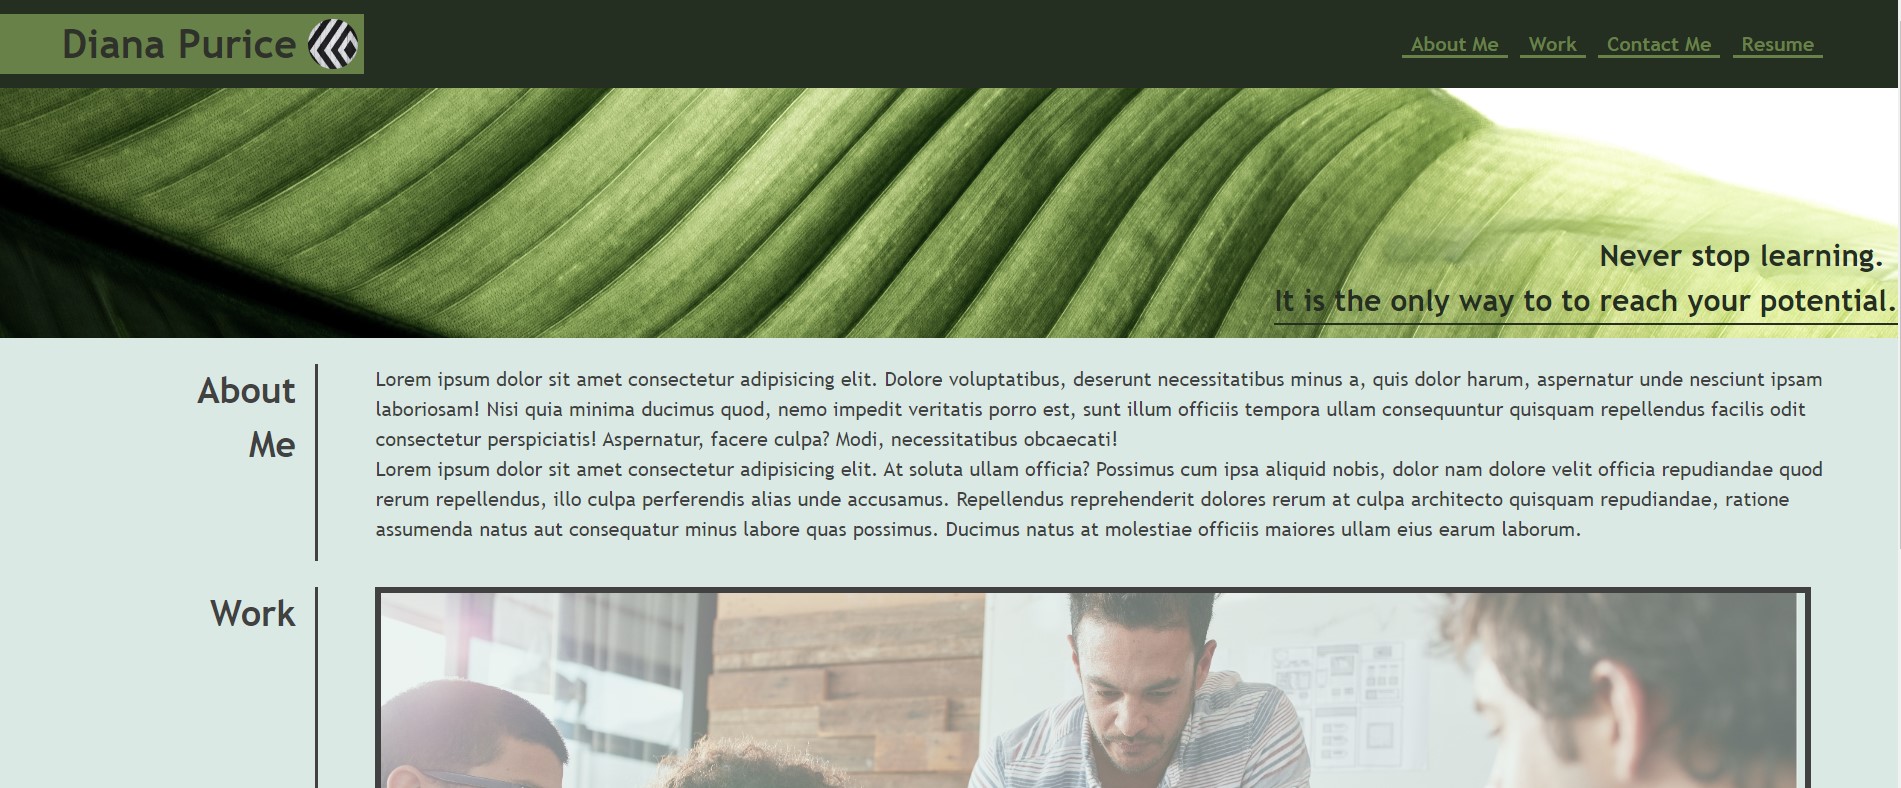 Diana Purice
About Me Work Contact Me Resume
Never stop learning.
It is the only way to to reach your potential.
About
Me
Lorem ipsum dolor sit amet consectetur adipisicing elit. Dolore voluptatibus, deserunt necessitatibus minus a, quis dolor harum, aspernatur unde nesciunt ipsam
laboriosam! Nisi quia minima ducimus quod, nemo impedit veritatis porro est, sunt illum officiis tempora ullam consequuntur quisquam repellendus facilis odit
consectetur perspiciatis! Aspernatur, facere culpa? Modi, necessitatibus obcaecati!
Lorem ipsum dolor sit amet consectetur adipisicing elit. At soluta ullam officia? Possimus cum ipsa aliquid nobis, dolor nam dolore velit officia repudiandae quod
rerum repellendus, illo culpa perferendis alias unde accusamus. Repellendus reprehenderit dolores rerum at culpa architecto quisquam repudiandae, ratione
assumenda natus aut consequatur minus labore quas possimus. Ducimus natus at molestiae officiis maiores ullam eius earum laborum.
Work